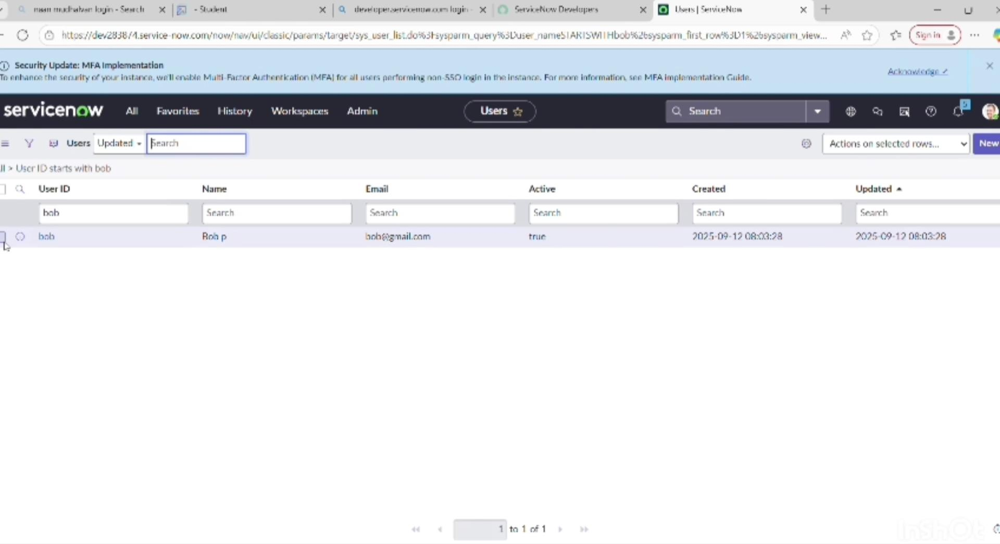 naan mudhalvan login - Search
- Student
developer.servicenow.com login -
ServiceNow Developers
Users | ServiceNow
https://dev283874.service-now.com/now/nav/ui/classic/params/target/sys_user_list.do%3Fsysparm_query%3Duser_nameSTARTSWITHbob%26sysparm_first_row%3D1%26sysparm_view...
Sign in
Security Update: MFA Implementation
To enhance the security of your instance, we'll enable Multi-Factor Authentication (MFA) for all users performing non-SSO login in the instance. For more information, see MFA implementation Guide.
Acknowledge
servicenow
All
Favorites
History
Workspaces
Admin
Users
Search
5
Users
Updated
Search
Actions on selected rows...
New
ll > User ID starts with bob
User ID
Name
Email
Active
Created
Updated
bob
Search
Search
Search
Search
Search
bob
Bob p
bob@gmail.com
true
2025-09-12 08:03:28
2025-09-12 08:03:28
1 to 1 of 1
InShOt